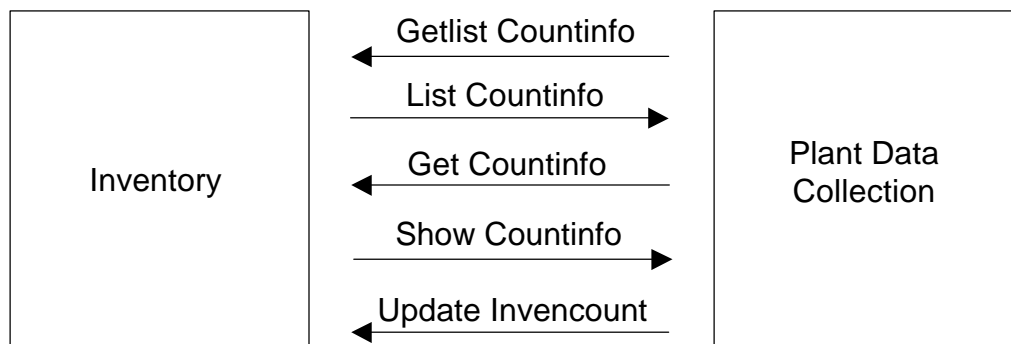 Getlist Countinfo
List Countinfo
Get Countinfo
Show Countinfo
Update Invencount
Inventory
Plant Data
Collection